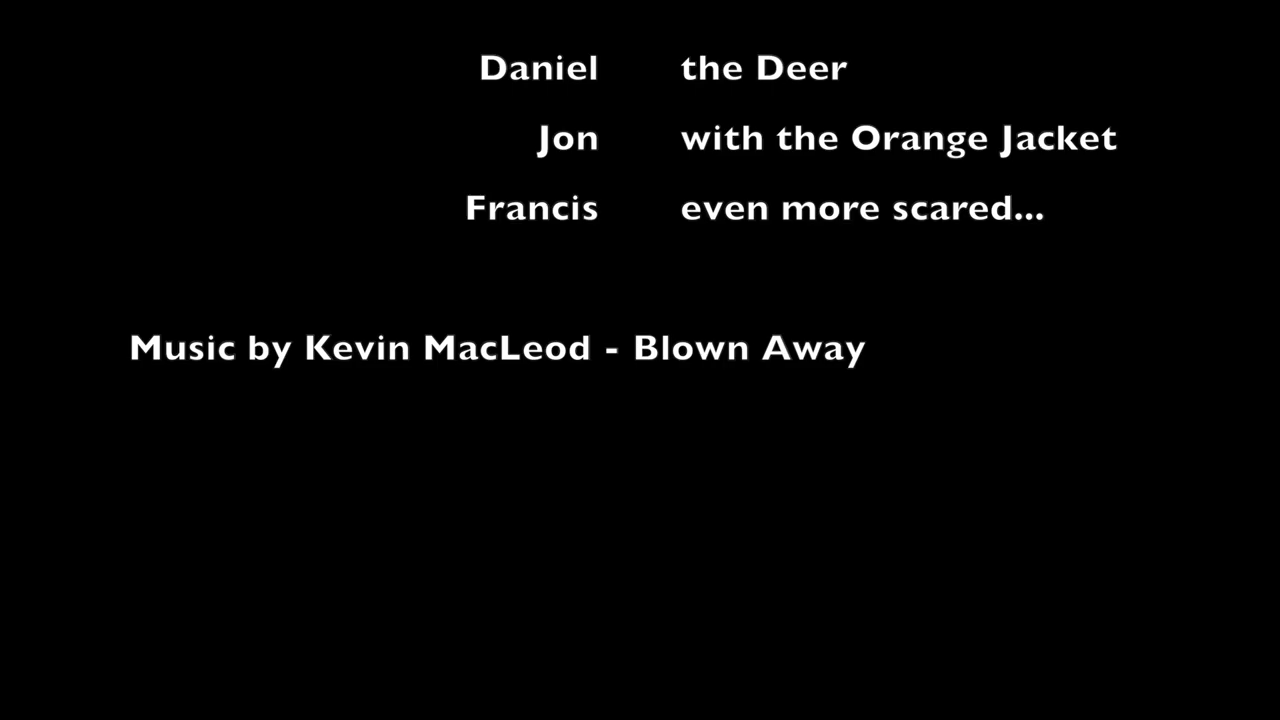 Daniel the Deer
Jon with the Orange Jacket
Francis even more scared...
Music by Kevin MacLeod - Blown Away